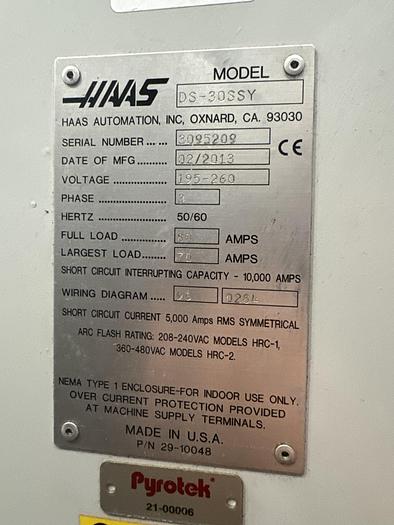 HAAS MODEL DS-30SSY
HAAS AUTOMATION, INC, OXNARD, CA. 93030
SERIAL NUMBER... ... 3095209 CE
DATE OF MFG ........... 02/2013
VOLTAGE ................. 195-260
PHASE ..................... 3
HERTZ ..................... 50/60
FULL LOAD ............. AMPS
LARGEST LOAD..... 70 AMPS
SHORT CIRCUIT INTERRUPTING CAPACITY - 10,000 AMPS
WIRING DIAGRAM .....
SHORT CIRCUIT CURRENT 5,000 Amps RMS SYMMETRICAL
ARC FLASH RATING: 208-240VAC MODELS HRC-1,
360-480VAC MODELS HRC-2.
NEMA TYPE 1 ENCLOSURE-FOR INDOOR USE ONLY.
OVER CURRENT PROTECTION PROVIDED
AT MACHINE SUPPLY TERMINALS.
MADE IN U.S.A.
P/N 29-10048
Pyrotek
21-00006